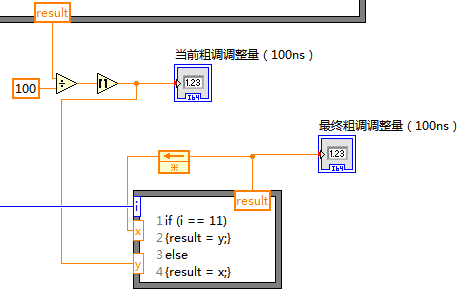 result
当前粗调调整量（100ns）
100
÷
1.23
I64
最终粗调调整量（100ns）
1.23
I64
result
i
x
y
1 if (i == 11)
2 {result = y;}
3 else
4 {result = x;}